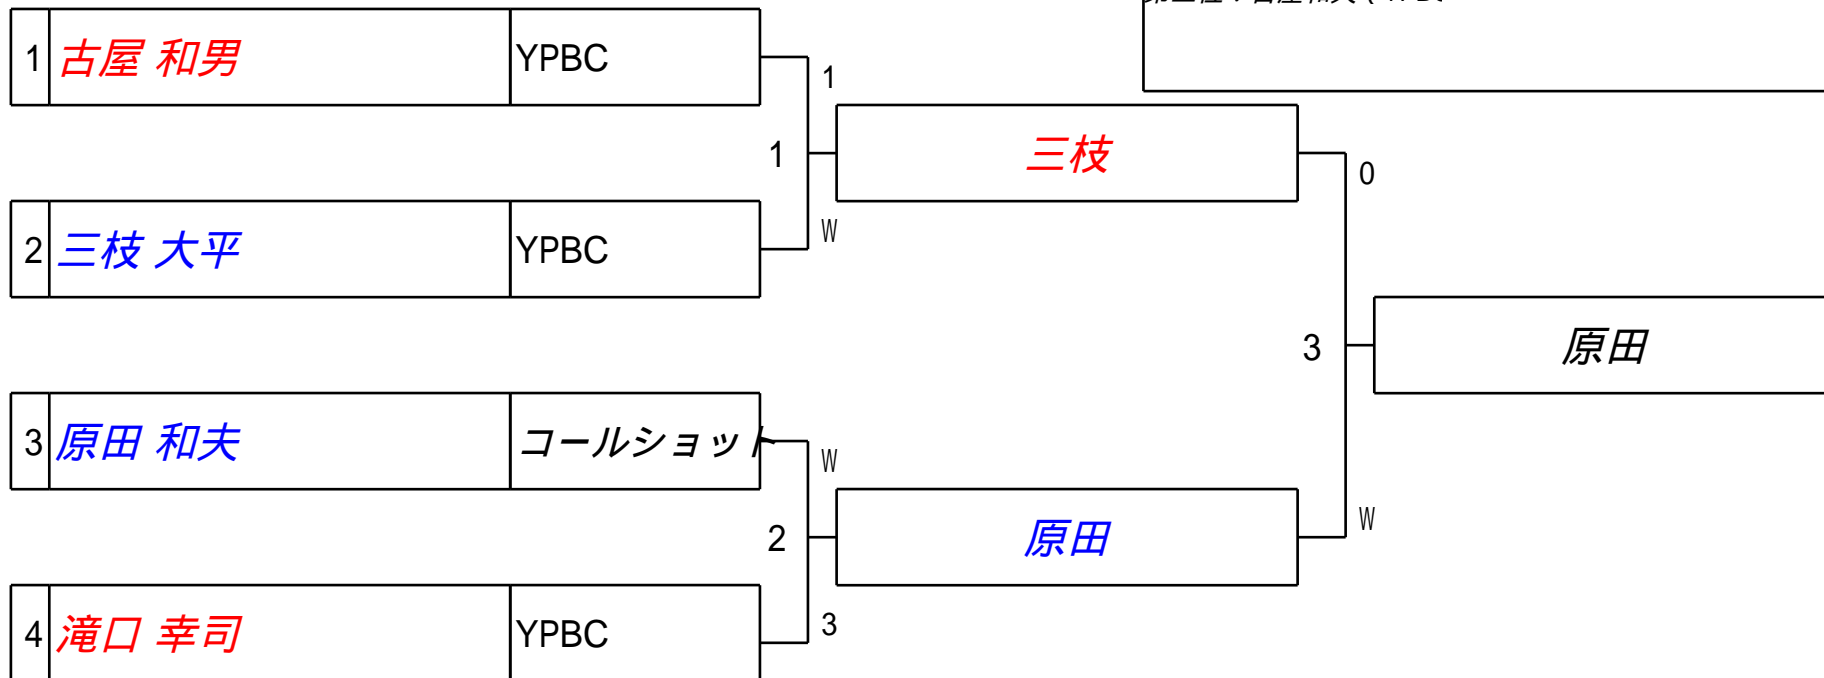 1 古屋 和男 YPBC
1
三枝
1
0
2 三枝 大平 YPBC
W
3
原田
3 原田 和夫 コールショット
W
2
原田
W
4 滝口 幸司 YPBC
3